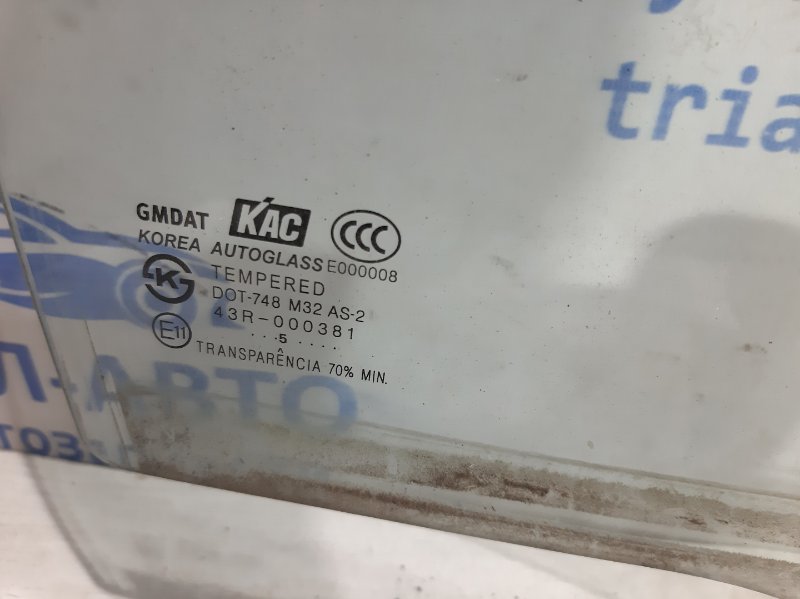 tria
GMDAT KAC CCC
KOREA AUTOGLASS E000008
K TEMPERED
DOT-748 M32 AS-2
43R-000381
E11 . . . 5 . . . .
TRANSPARÊNCIA 70% MIN.
Л-АВТО